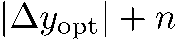 |Δy_opt| + n